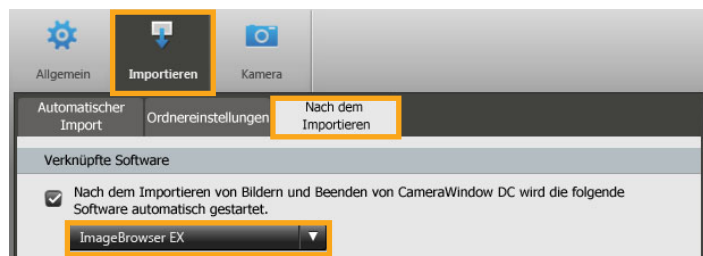 Allgemein
Importieren
Kamera
Automatischer
Import
Ordnereinstellungen
Nach dem
Importieren
Verknüpfte Software
Nach dem Importieren von Bildern und Beenden von CameraWindow DC wird die folgende
Software automatisch gestartet.
ImageBrowser EX